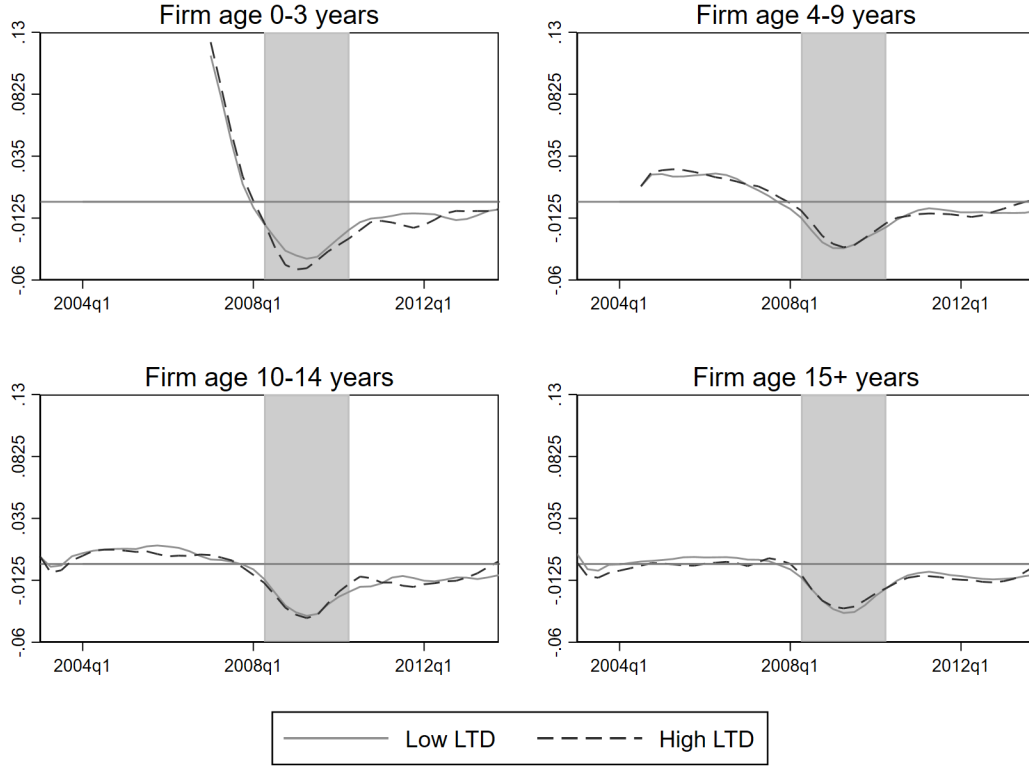 Firm age 0-3 years
.13
.0825
.035
-.0125
-.06
2004q1 2008q1 2012q1
Firm age 4-9 years
.13
.0825
.035
-.0125
-.06
2004q1 2008q1 2012q1
Firm age 10-14 years
.13
.0825
.035
-.0125
-.06
2004q1 2008q1 2012q1
Firm age 15+ years
.13
.0825
.035
-.0125
-.06
2004q1 2008q1 2012q1
Low LTD High LTD